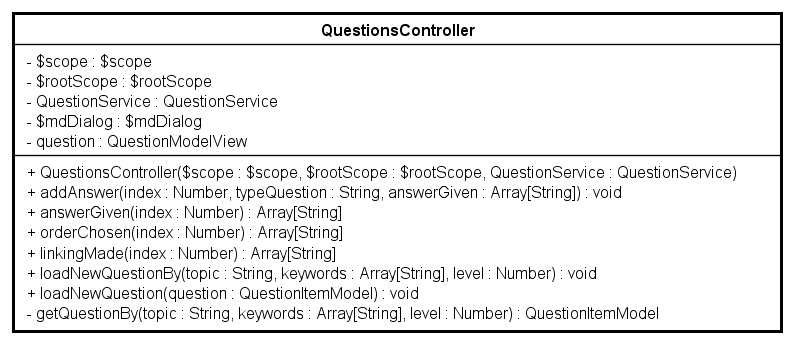 QuestionsController
- $scope : $scope
- $rootScope : $rootScope
- QuestionService : QuestionService
- $mdDialog : $mdDialog
- question : QuestionModelView
+ QuestionsController($scope : $scope, $rootScope : $rootScope, QuestionService : QuestionService)
+ addAnswer(index : Number, typeQuestion : String, answerGiven : Array[String]) : void
+ answerGiven(index : Number) : Array[String]
+ orderChosen(index : Number) : Array[String]
+ linkingMade(index : Number) : Array[String]
+ loadNewQuestionBy(topic : String, keywords : Array[String], level : Number) : void
+ loadNewQuestion(question : QuestionItemModel) : void
- getQuestionBy(topic : String, keywords : Array[String], level : Number) : QuestionItemModel